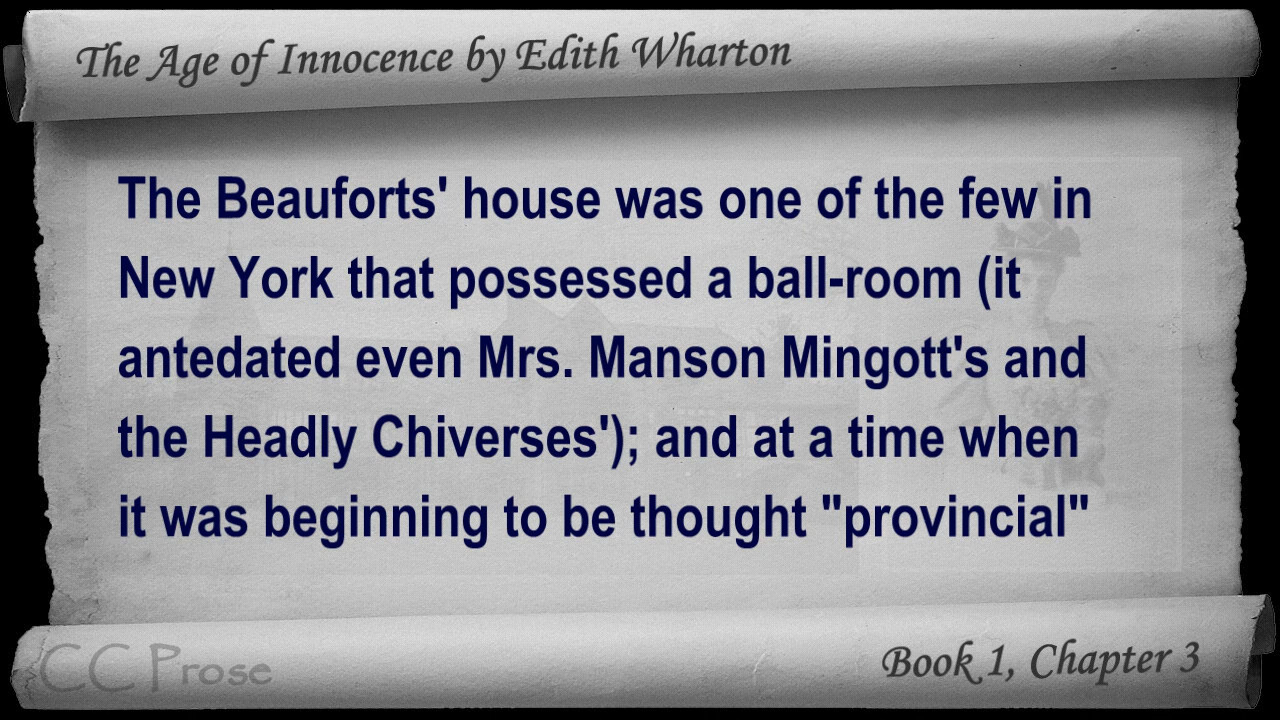 The Age of Innocence by Edith Wharton
The Beauforts' house was one of the few in
New York that possessed a ball-room (it
antedated even Mrs. Manson Mingott's and
the Headly Chiverses'); and at a time when
it was beginning to be thought "provincial"
CC Prose
Book 1, Chapter 3